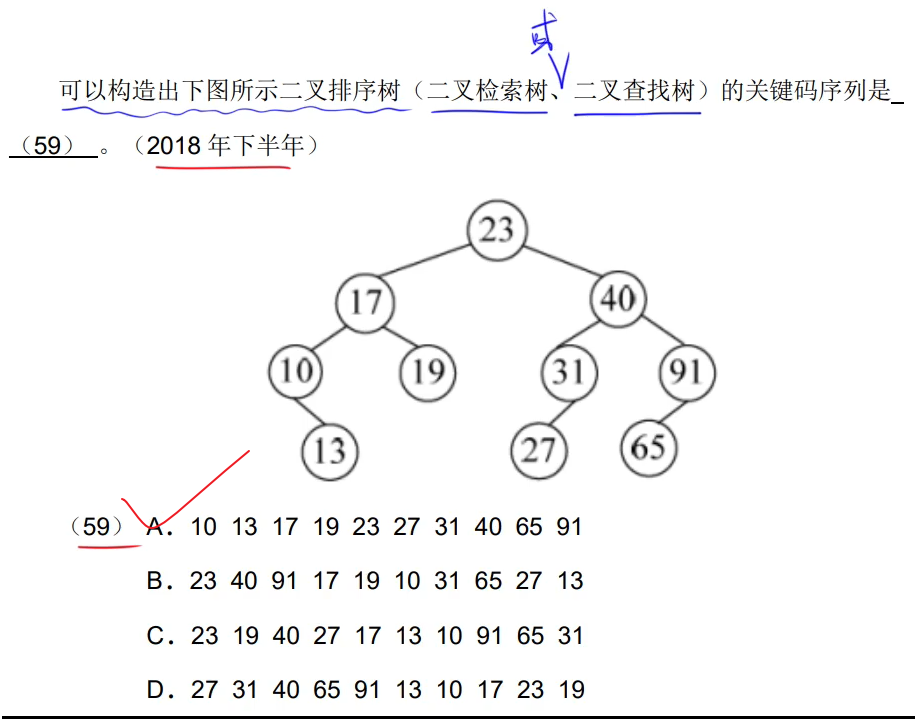 或
可以构造出下图所示二叉排序树（二叉检索树、二叉查找树）的关键码序列是
（59） 。（2018 年下半年）
23
17 40
10 19 31 91
13 27 65
（59） A． 10 13 17 19 23 27 31 40 65 91
B． 23 40 91 17 19 10 31 65 27 13
C． 23 19 40 27 17 13 10 91 65 31
D． 27 31 40 65 91 13 10 17 23 19